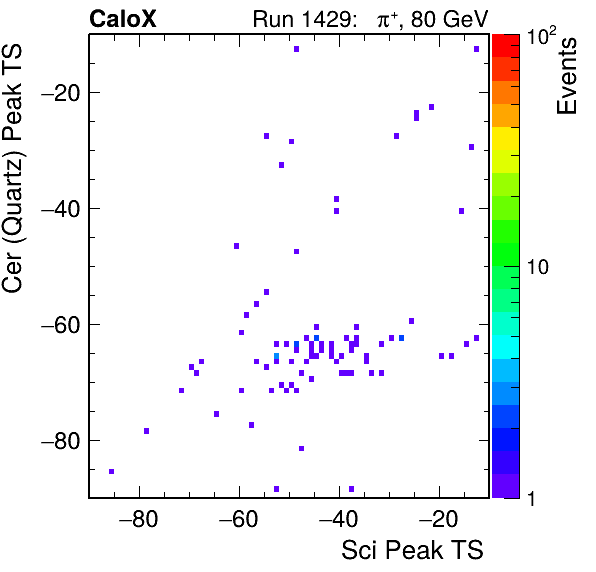 CaloX
Run 1429: π⁺, 80 GeV
Cer (Quartz) Peak TS
−20
−40
−60
−80
−80
−60
−40
−20
Sci Peak TS
10²
10
1
Events